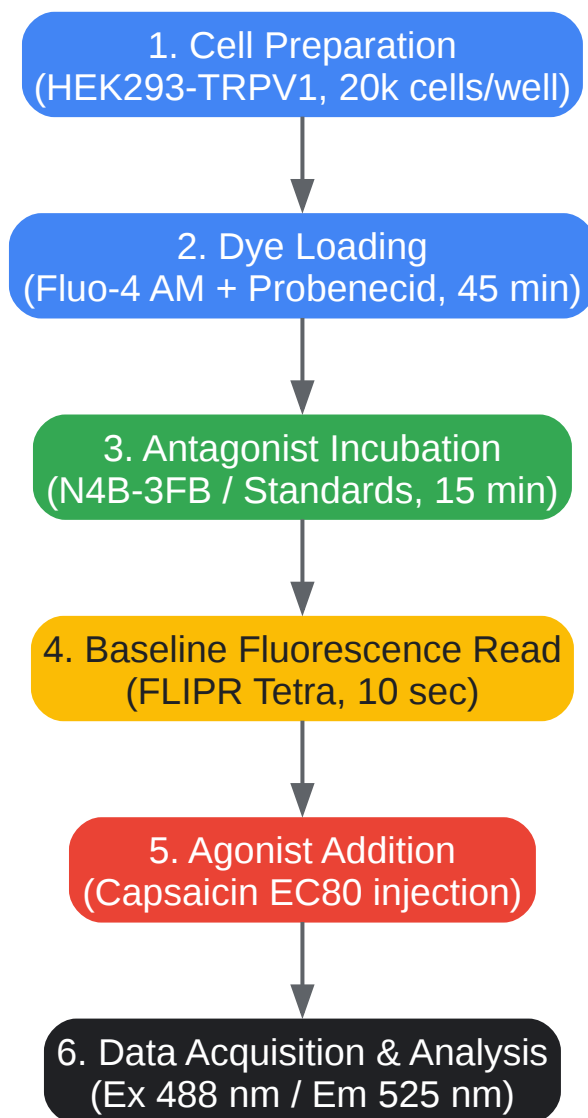 1. Cell Preparation
(HEK293-TRPV1, 20k cells/well)
2. Dye Loading
(Fluo-4 AM + Probenecid, 45 min)
3. Antagonist Incubation
(N4B-3FB / Standards, 15 min)
4. Baseline Fluorescence Read
(FLIPR Tetra, 10 sec)
5. Agonist Addition
(Capsaicin EC80 injection)
6. Data Acquisition & Analysis
(Ex 488 nm / Em 525 nm)